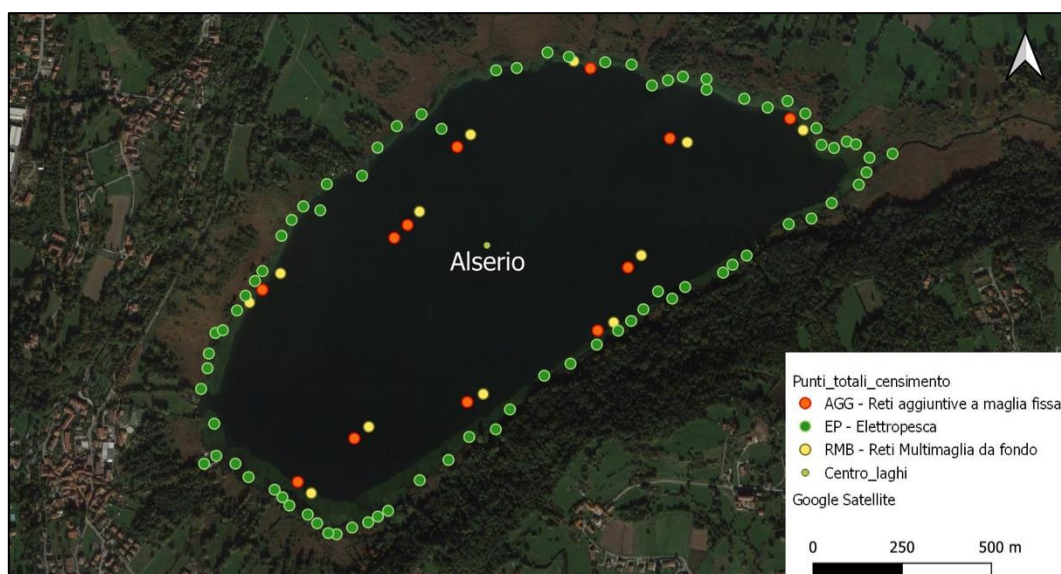 Alserio
Punti_totali_censimento
AGG - Reti aggiuntive a maglia fissa
EP - Elettropesca
RMB - Reti Multimaglia da fondo
Centro_laghi
Google Satellite
0 250 500 m